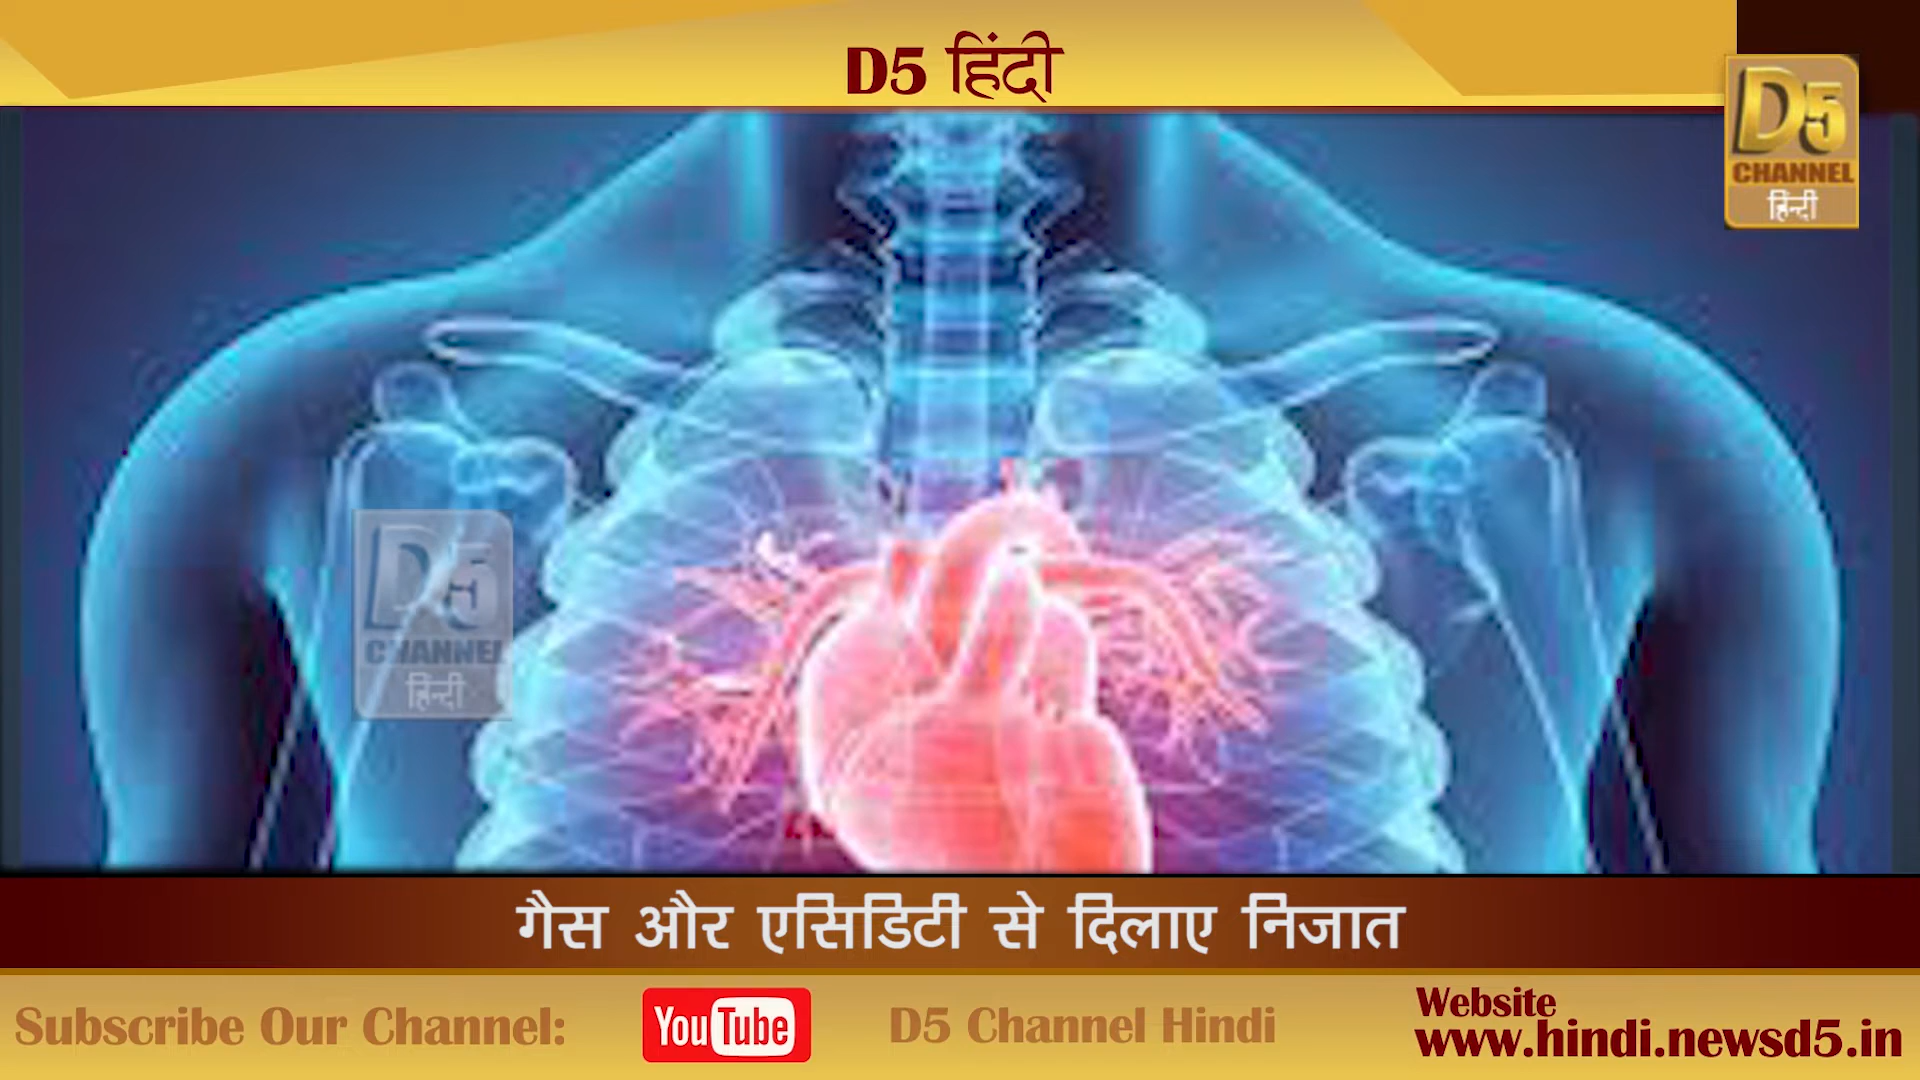 D5 हिंदी
D5
CHANNEL
हिन्दी
D5
CHANNEL
हिन्दी
गैस और एसिडिटी से दिलाए निजात
Subscribe Our Channel:
YouTube
D5 Channel Hindi
Website
www.hindi.newsd5.in